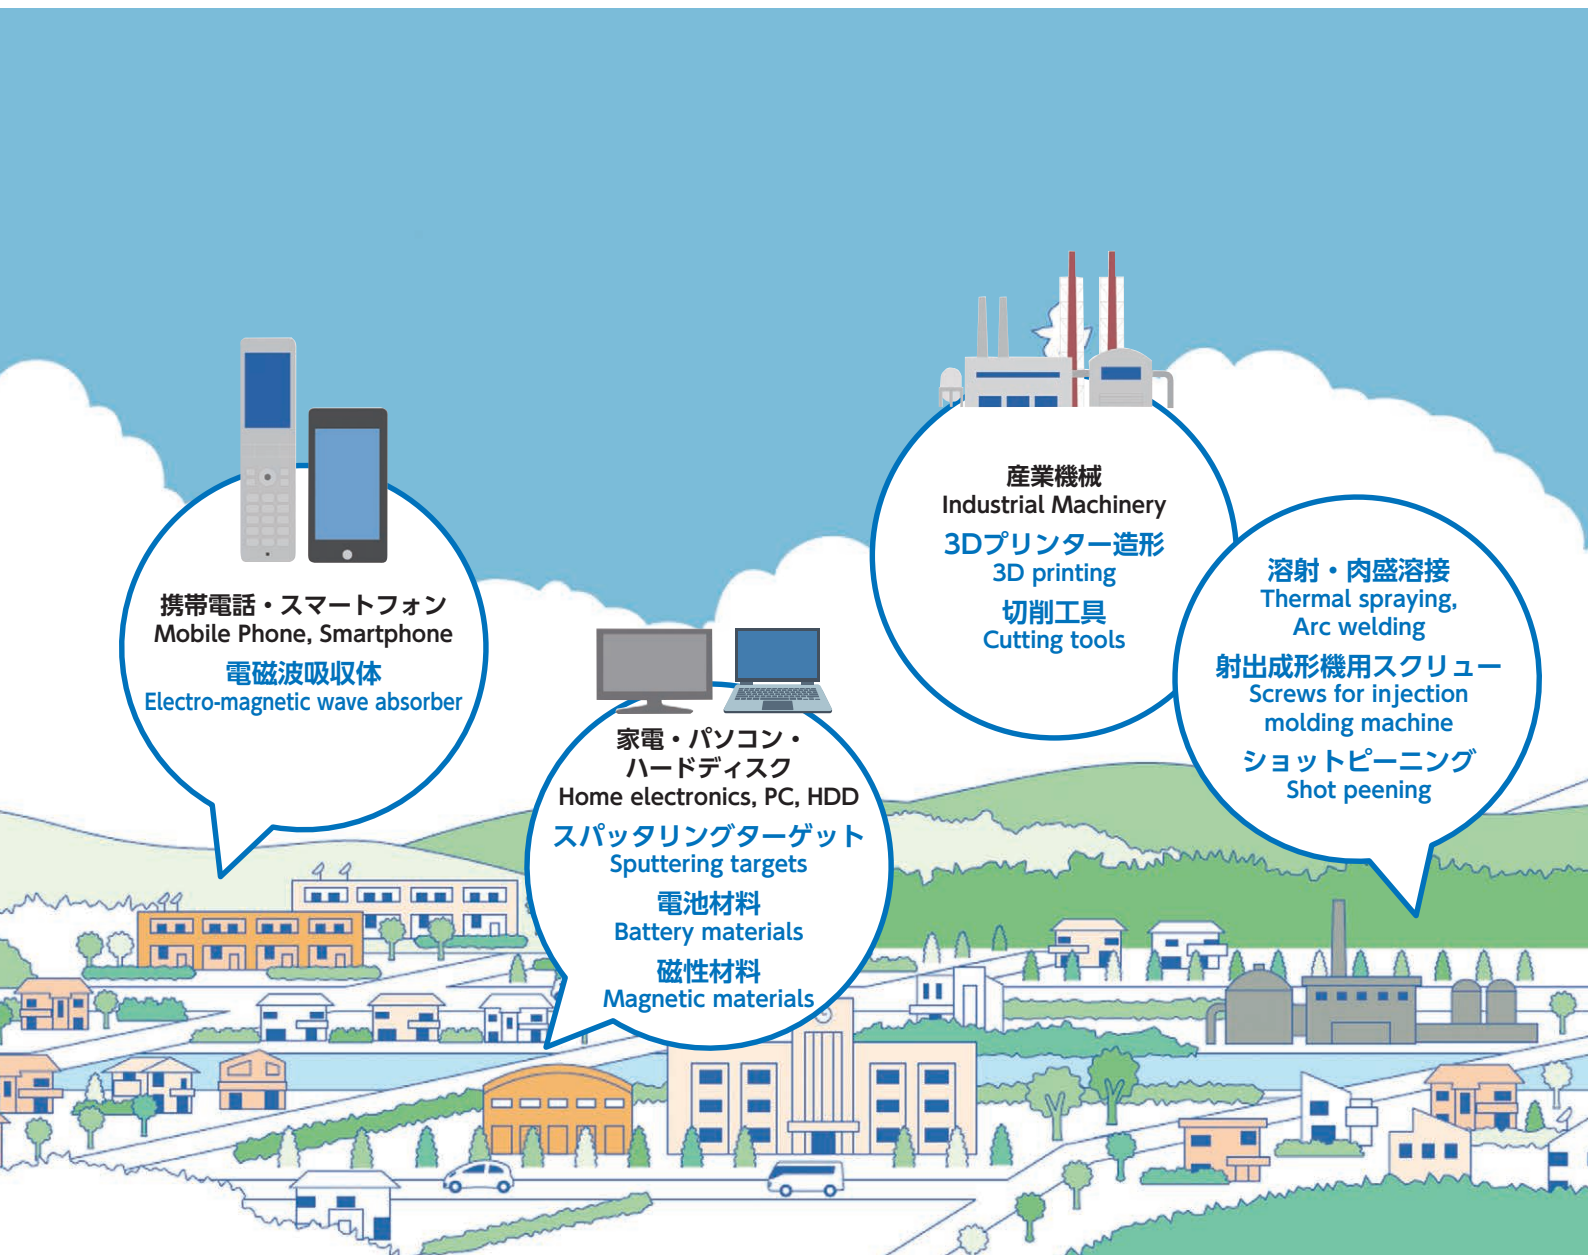 携帯電話・スマートフォン
Mobile Phone, Smartphone
電磁波吸収体
Electro-magnetic wave absorber
家電・パソコン・
ハードディスク
Home electronics, PC, HDD
スパッタリングターゲット
Sputtering targets
電池材料
Battery materials
磁性材料
Magnetic materials
産業機械
Industrial Machinery
3Dプリンター造形
3D printing
切削工具
Cutting tools
溶射・肉盛溶接
Thermal spraying,
Arc welding
射出成形機用スクリュー
Screws for injection
molding machine
ショットピーニング
Shot peening